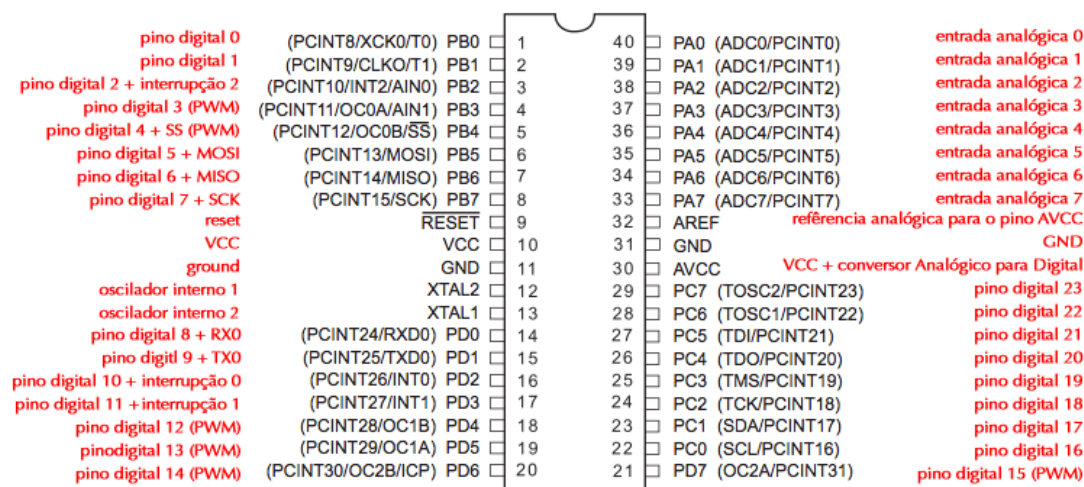 pino digital 0 (PCINT8/XCK0/T0) PB0 1 40 PA0 (ADC0/PCINT0) entrada analógica 0
pino digital 1 (PCINT9/CLKO/T1) PB1 2 39 PA1 (ADC1/PCINT1) entrada analógica 1
pino digital 2 + interrupção 2 (PCINT10/INT2/AIN0) PB2 3 38 PA2 (ADC2/PCINT2) entrada analógica 2
pino digital 3 (PWM) (PCINT11/OC0A/AIN1) PB3 4 37 PA3 (ADC3/PCINT3) entrada analógica 3
pino digital 4 + SS (PWM) (PCINT12/OC0B/SS) PB4 5 36 PA4 (ADC4/PCINT4) entrada analógica 4
pino digital 5 + MOSI (PCINT13/MOSI) PB5 6 35 PA5 (ADC5/PCINT5) entrada analógica 5
pino digital 6 + MISO (PCINT14/MISO) PB6 7 34 PA6 (ADC6/PCINT6) entrada analógica 6
pino digital 7 + SCK (PCINT15/SCK) PB7 8 33 PA7 (ADC7/PCINT7) entrada analógica 7
reset RESET 9 32 AREF refêrencia analógica para o pino AVCC
VCC VCC 10 31 GND GND
ground GND 11 30 AVCC VCC + conversor Analógico para Digital
oscilador interno 1 XTAL2 12 29 PC7 (TOSC2/PCINT23) pino digital 23
oscilador interno 2 XTAL1 13 28 PC6 (TOSC1/PCINT22) pino digital 22
pino digital 8 + RX0 (PCINT24/RXD0) PD0 14 27 PC5 (TDI/PCINT21) pino digital 21
pino digitl 9 + TX0 (PCINT25/TXD0) PD1 15 26 PC4 (TDO/PCINT20) pino digital 20
pino digital 10 + interrupção 0 (PCINT26/INT0) PD2 16 25 PC3 (TMS/PCINT19) pino digital 19
pino digital 11 +interrupção 1 (PCINT27/INT1) PD3 17 24 PC2 (TCK/PCINT18) pino digital 18
pino digital 12 (PWM) (PCINT28/OC1B) PD4 18 23 PC1 (SDA/PCINT17) pino digital 17
pinodigital 13 (PWM) (PCINT29/OC1A) PD5 19 22 PC0 (SCL/PCINT16) pino digital 16
pino digital 14 (PWM) (PCINT30/OC2B/ICP) PD6 20 21 PD7 (OC2A/PCINT31) pino digital 15 (PWM)